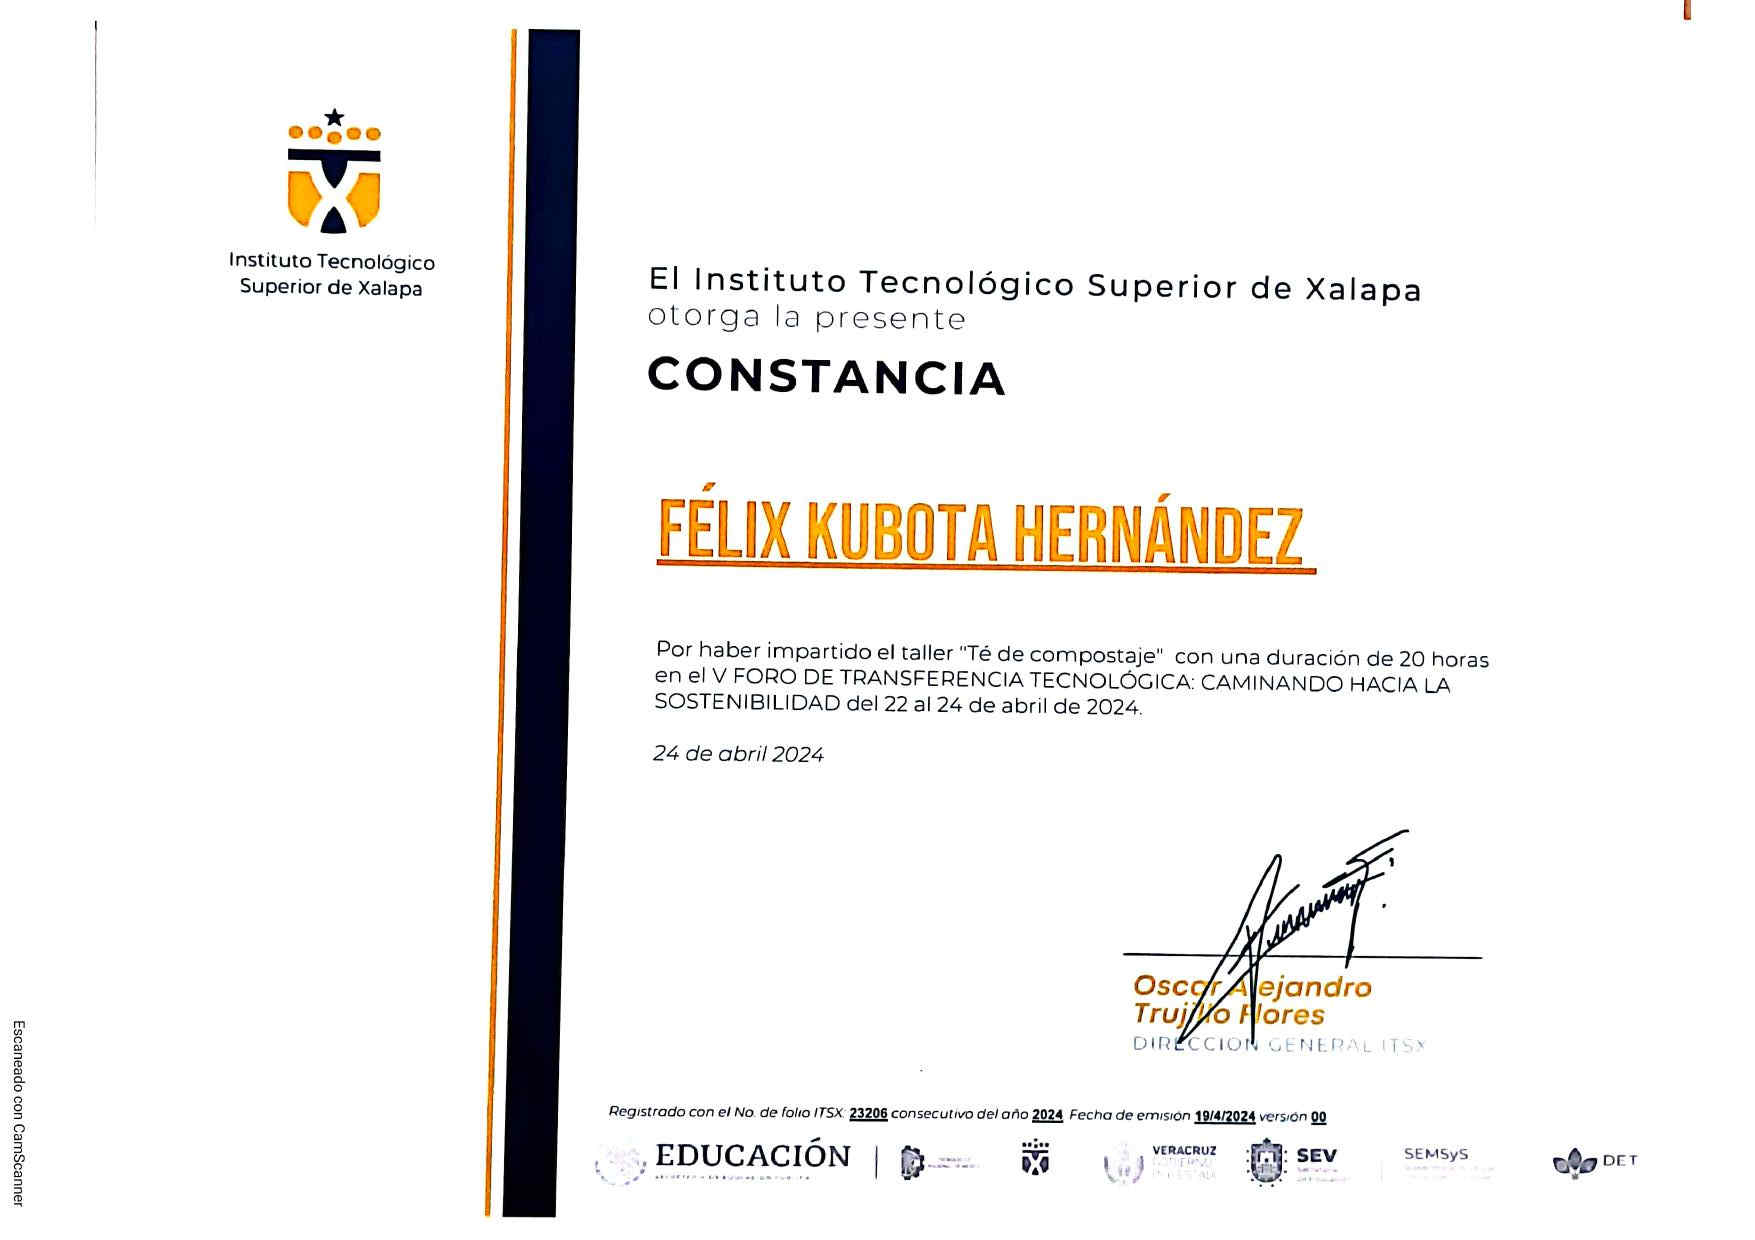 Instituto Tecnológico
Superior de Xalapa
El Instituto Tecnológico Superior de Xalapa
otorga la presente
CONSTANCIA
FÉLIX KUBOTA HERNÁNDEZ
Por haber impartido el taller "Té de compostaje" con una duración de 20 horas
en el V FORO DE TRANSFERENCIA TECNOLÓGICA: CAMINANDO HACIA LA
SOSTENIBILIDAD del 22 al 24 de abril de 2024.
24 de abril 2024
Oscar Alejandro
Trujillo Flores
DIRECCION GENERAL ITSX
Registrado con el No. de folio ITSX: 23206 consecutivo del año 2024 Fecha de emisión 19/4/2024 versión 00
EDUCACIÓN
VERACRUZ
SEV
SEMSyS
DET
Escaneado con CamScanner